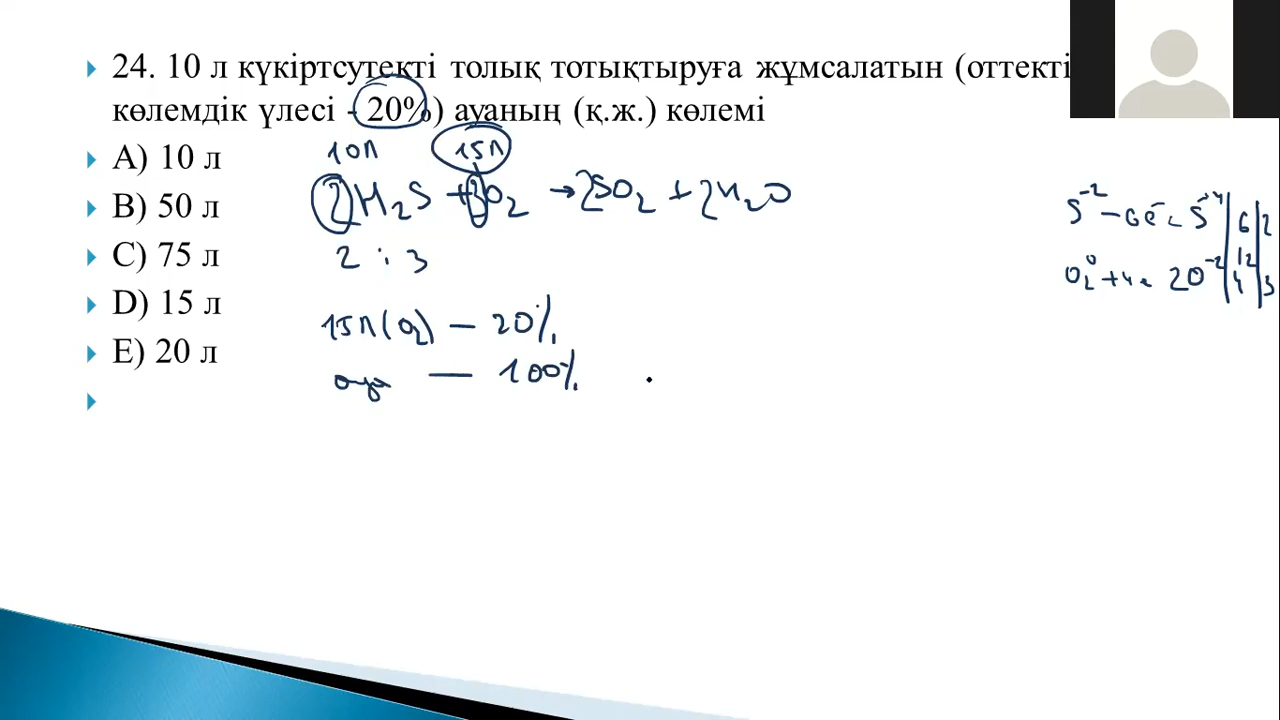 24. 10 л күкіртсутекті толық тотықтыруға жұмсалатын (оттекті
көлемдік үлесі - 20%) ауаның (қ.ж.) көлемі
A) 10 л
B) 50 л
C) 75 л
D) 15 л
E) 20 л
10л 15л
2H₂S + 3O₂ → 2SO₂ + 2H₂O
2 : 3
15л (O₂) — 20%
ауа — 100%
S⁻² – 6e⁻ = S⁺⁴ | 6 | 2
12
O₂⁰ + 4e 2O⁻² | 4 | 3